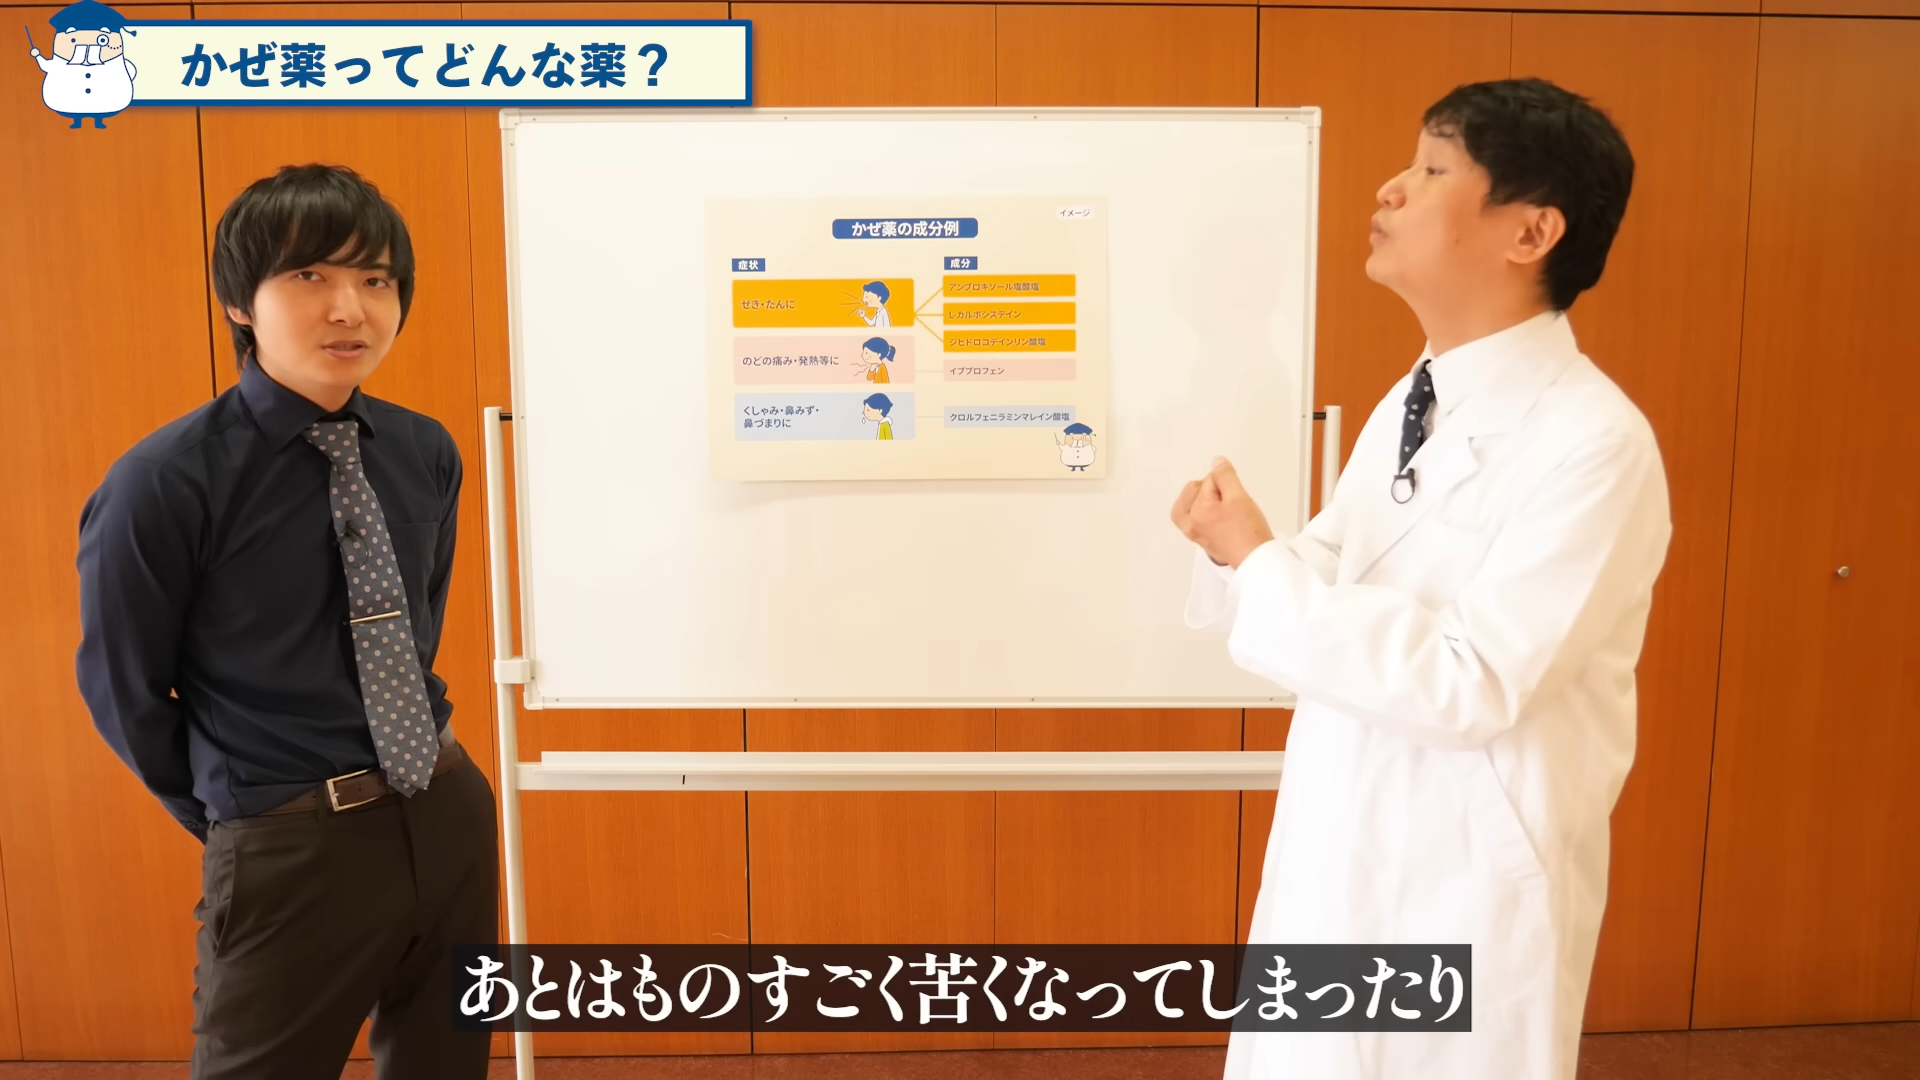 かぜ薬ってどんな薬？
イメージ
かぜ薬の成分例
症状
成分
せき・たんに
アンブロキソール塩酸塩
L-カルボシステイン
ジヒドロコデインリン酸塩
のどの痛み・発熱等に
イブプロフェン
くしゃみ・鼻みず・
鼻づまりに
クロルフェニラミンマレイン酸塩
あとはものすごく苦くなってしまったり